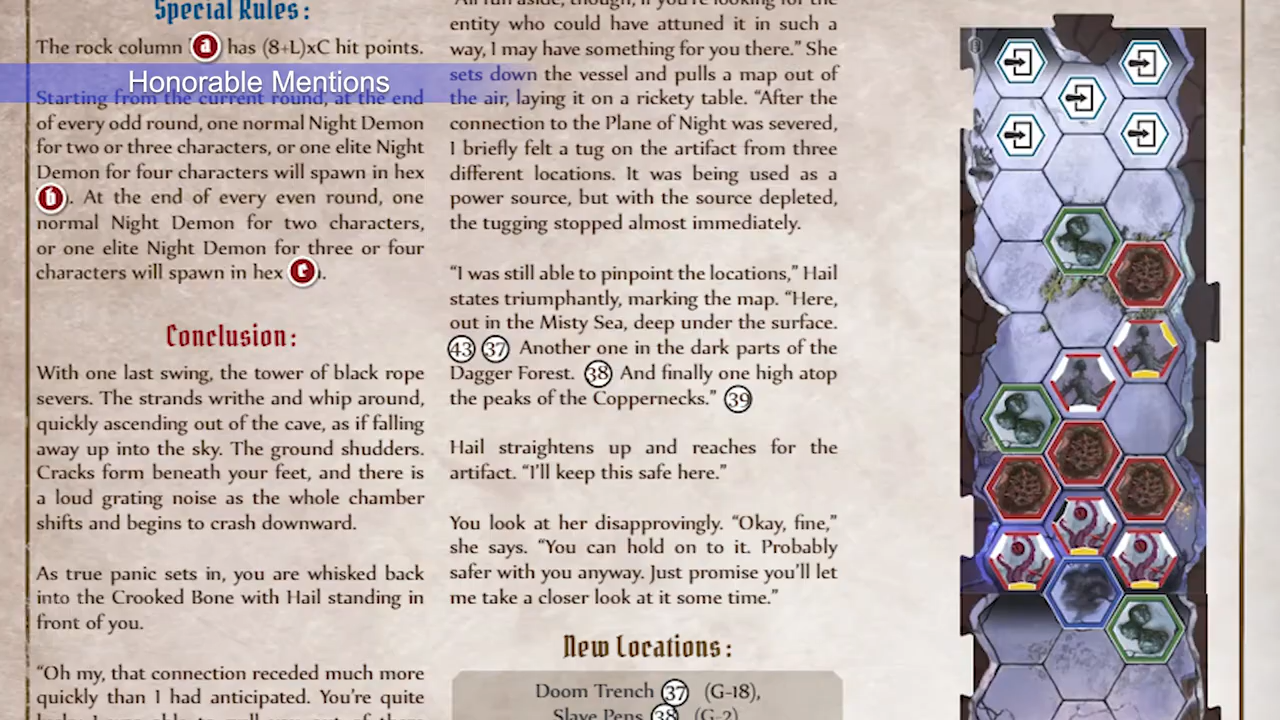 Special Rules:
The rock column a has (8+L)xC hit points.
Honorable Mentions
Starting from the current round, at the end
of every odd round, one normal Night Demon
for two or three characters, or one elite Night
Demon for four characters will spawn in hex
b. At the end of every even round, one
normal Night Demon for two characters,
or one elite Night Demon for three or four
characters will spawn in hex c.
Conclusion:
With one last swing, the tower of black rope
severs. The strands writhe and whip around,
quickly ascending out of the cave, as if falling
away up into the sky. The ground shudders.
Cracks form beneath your feet, and there is
a loud grating noise as the whole chamber
shifts and begins to crash downward.
As true panic sets in, you are whisked back
into the Crooked Bone with Hail standing in
front of you.
“Oh my, that connection receded much more
quickly than I had anticipated. You're quite
“All fun aside, though, if you're looking for the
entity who could have attuned it in such a
way, I may have something for you there.” She
sets down the vessel and pulls a map out of
the air, laying it on a rickety table. “After the
connection to the Plane of Night was severed,
I briefly felt a tug on the artifact from three
different locations. It was being used as a
power source, but with the source depleted,
the tugging stopped almost immediately.
“I was still able to pinpoint the locations,” Hail
states triumphantly, marking the map. “Here,
out in the Misty Sea, deep under the surface.
43 37 Another one in the dark parts of the
Dagger Forest. 38 And finally one high atop
the peaks of the Coppernecks.” 39
Hail straightens up and reaches for the
artifact. “I'll keep this safe here.”
You look at her disapprovingly. “Okay, fine,”
she says. “You can hold on to it. Probably
safer with you anyway. Just promise you'll let
me take a closer look at it some time.”
New Locations:
Doom Trench 37 (G-18),
Slave Pens 38 (G-2)